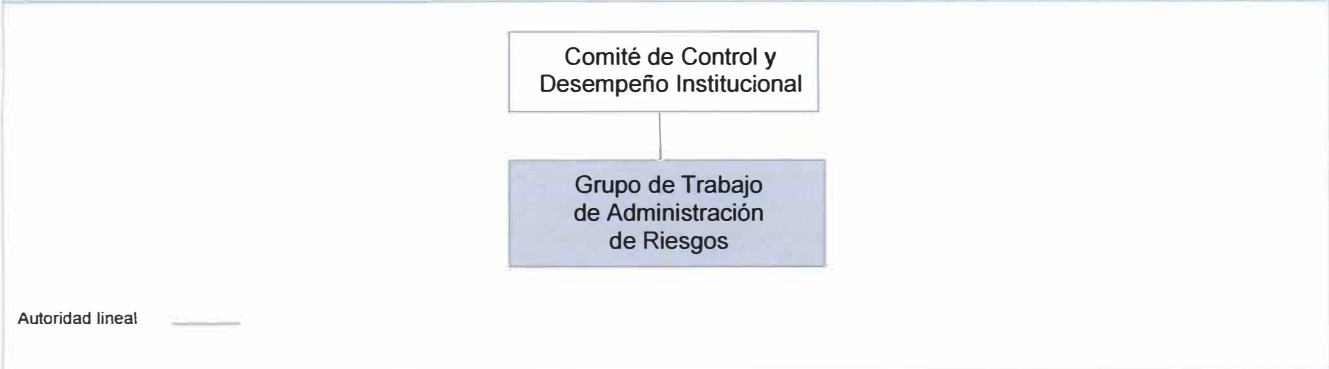 Comité de Control y
Desempeño Institucional
Grupo de Trabajo
de Administración
de Riesgos
Autoridad lineal